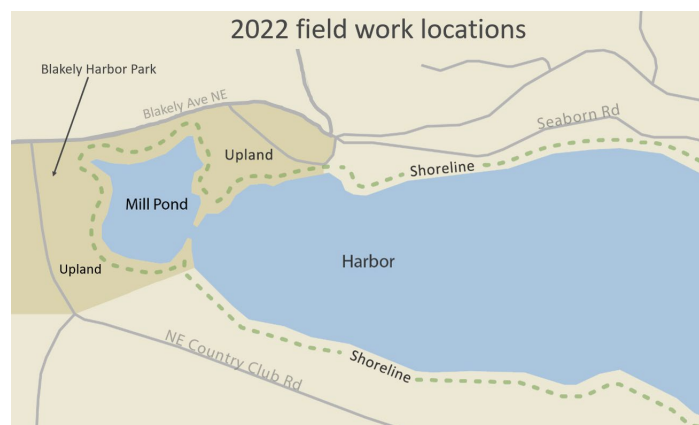 2022 field work locations
Blakely Harbor Park
Blakely Ave NE
Seaborn Rd
Upland
Shoreline
Mill Pond
Harbor
Upland
NE Country Club Rd
Shoreline